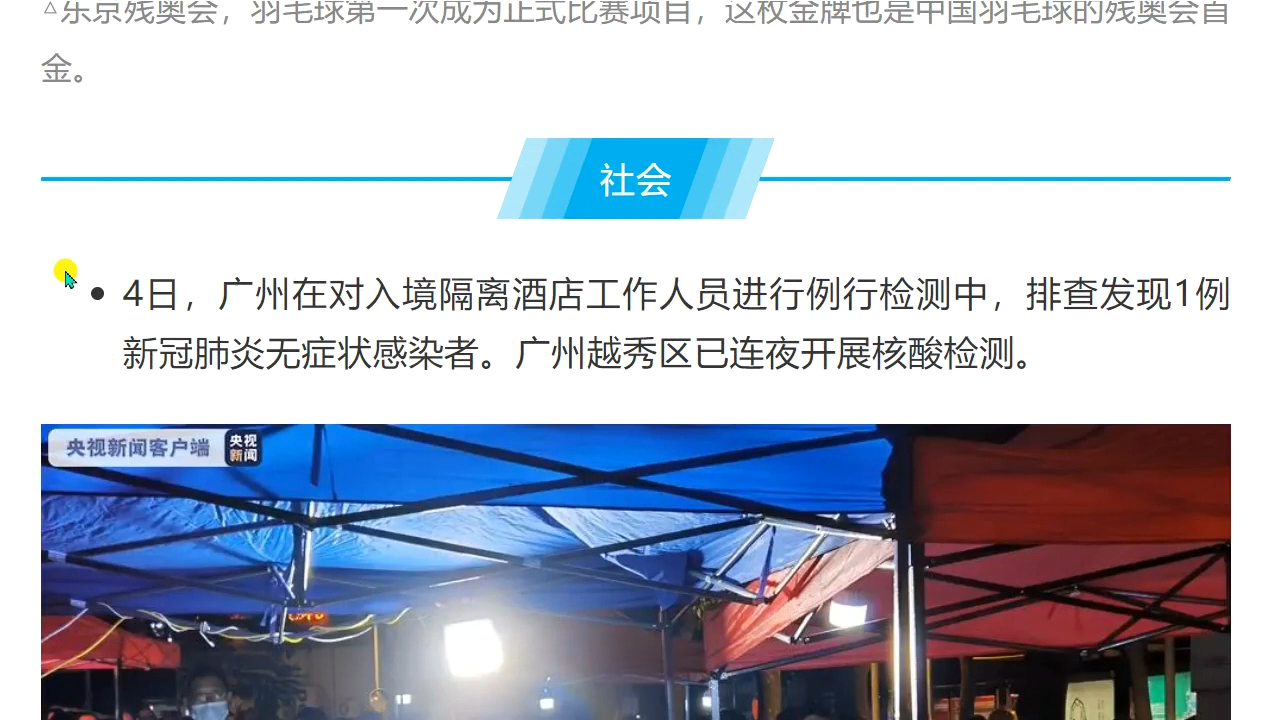 △东京残奥会，羽毛球第一次成为正式比赛项目，这枚金牌也是中国羽毛球的残奥会首
金。
社会
4日，广州在对入境隔离酒店工作人员进行例行检测中，排查发现1例
新冠肺炎无症状感染者。广州越秀区已连夜开展核酸检测。
央视新闻客户端 央视
新闻